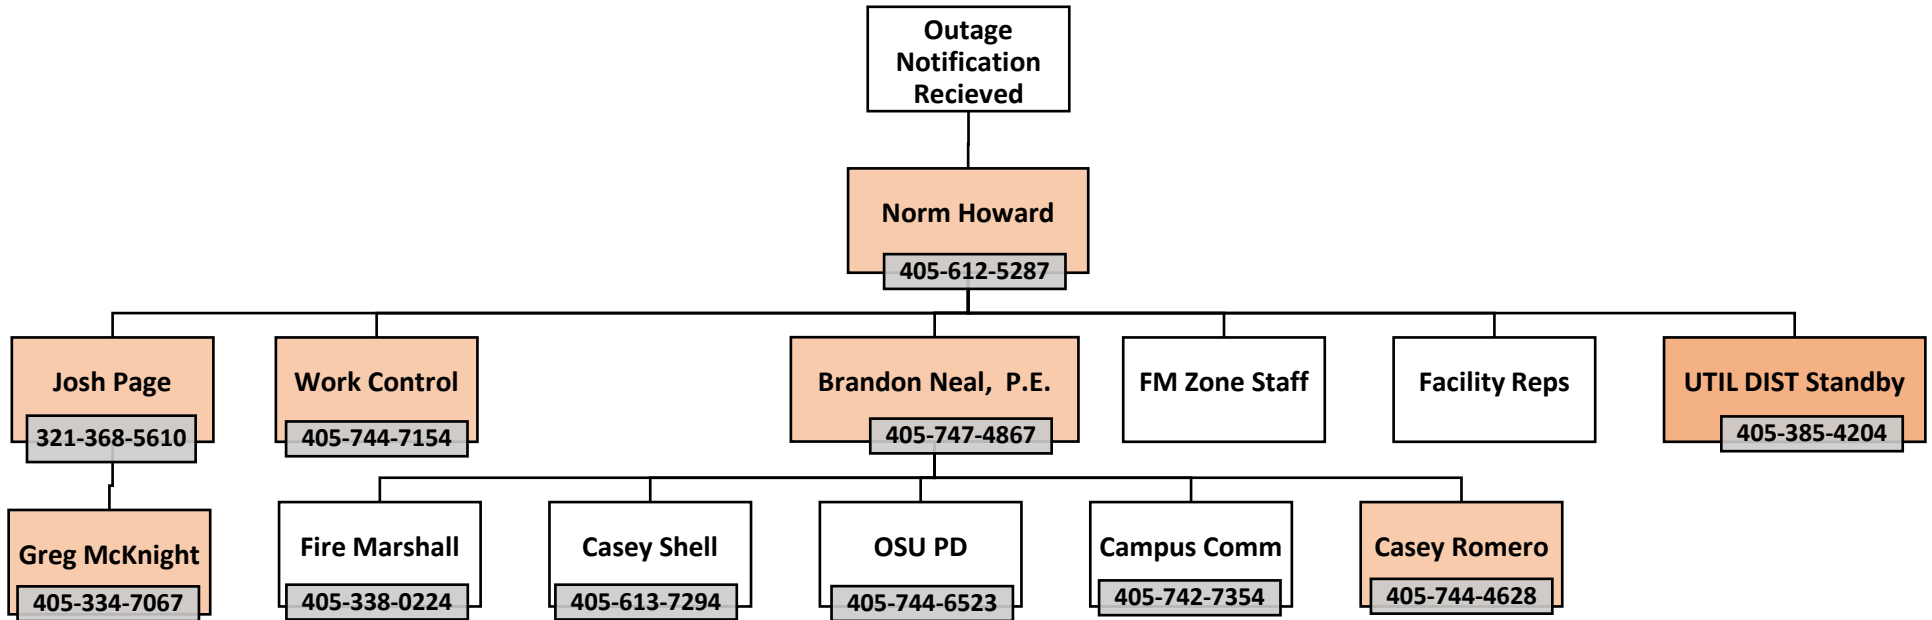 Outage
Notification
Recieved
Norm Howard
405-612-5287
Josh Page
321-368-5610
Work Control
405-744-7154
Brandon Neal, P.E.
405-747-4867
FM Zone Staff
Facility Reps
UTIL DIST Standby
405-385-4204
Greg McKnight
405-334-7067
Fire Marshall
405-338-0224
Casey Shell
405-613-7294
OSU PD
405-744-6523
Campus Comm
405-742-7354
Casey Romero
405-744-4628